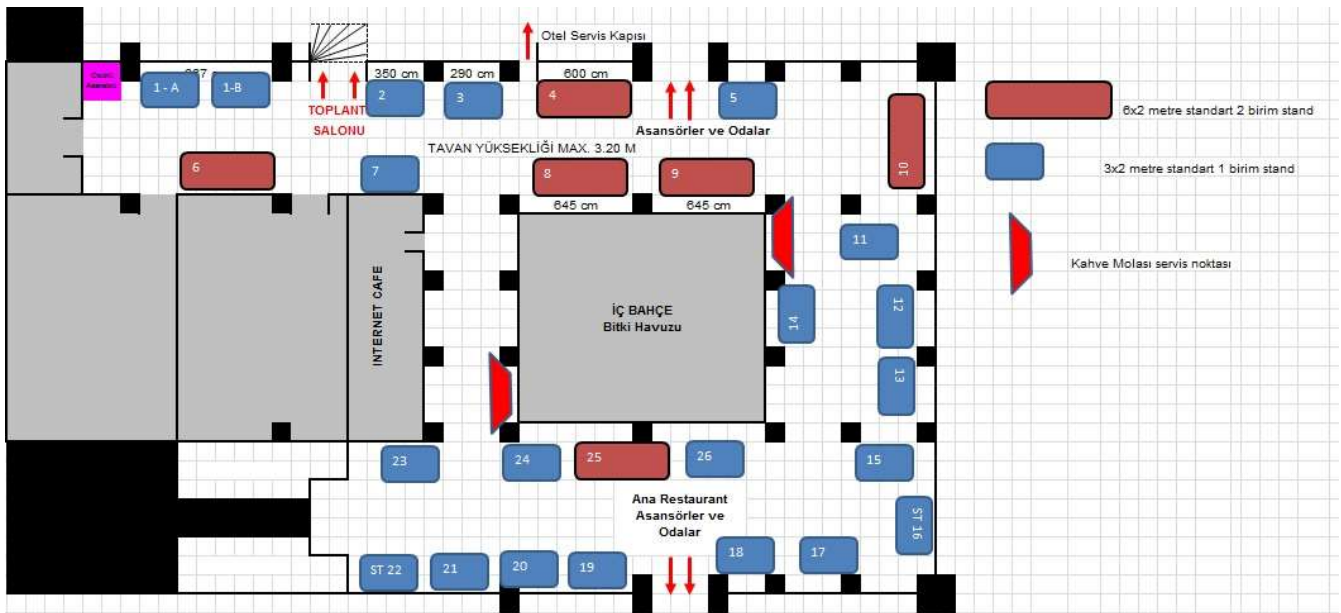 Otel Servis Kapısı
350 cm
290 cm
600 cm
1 - A
1-B
2
3
4
5
6x2 metre standart 2 birim stand
TOPLANT
SALONU
Asansörler ve Odalar
TAVAN YÜKSEKLİĞİ MAX. 3.20 M
3x2 metre standart 1 birim stand
6
7
8
9
10
645 cm
645 cm
11
Kahve Molası servis noktası
INTERNET CAFE
İÇ BAHÇE
Bitki Havuzu
12
14
13
23
24
25
26
15
Ana Restaurant
Asansörler ve
Odalar
ST 16
ST 22
21
20
19
18
17